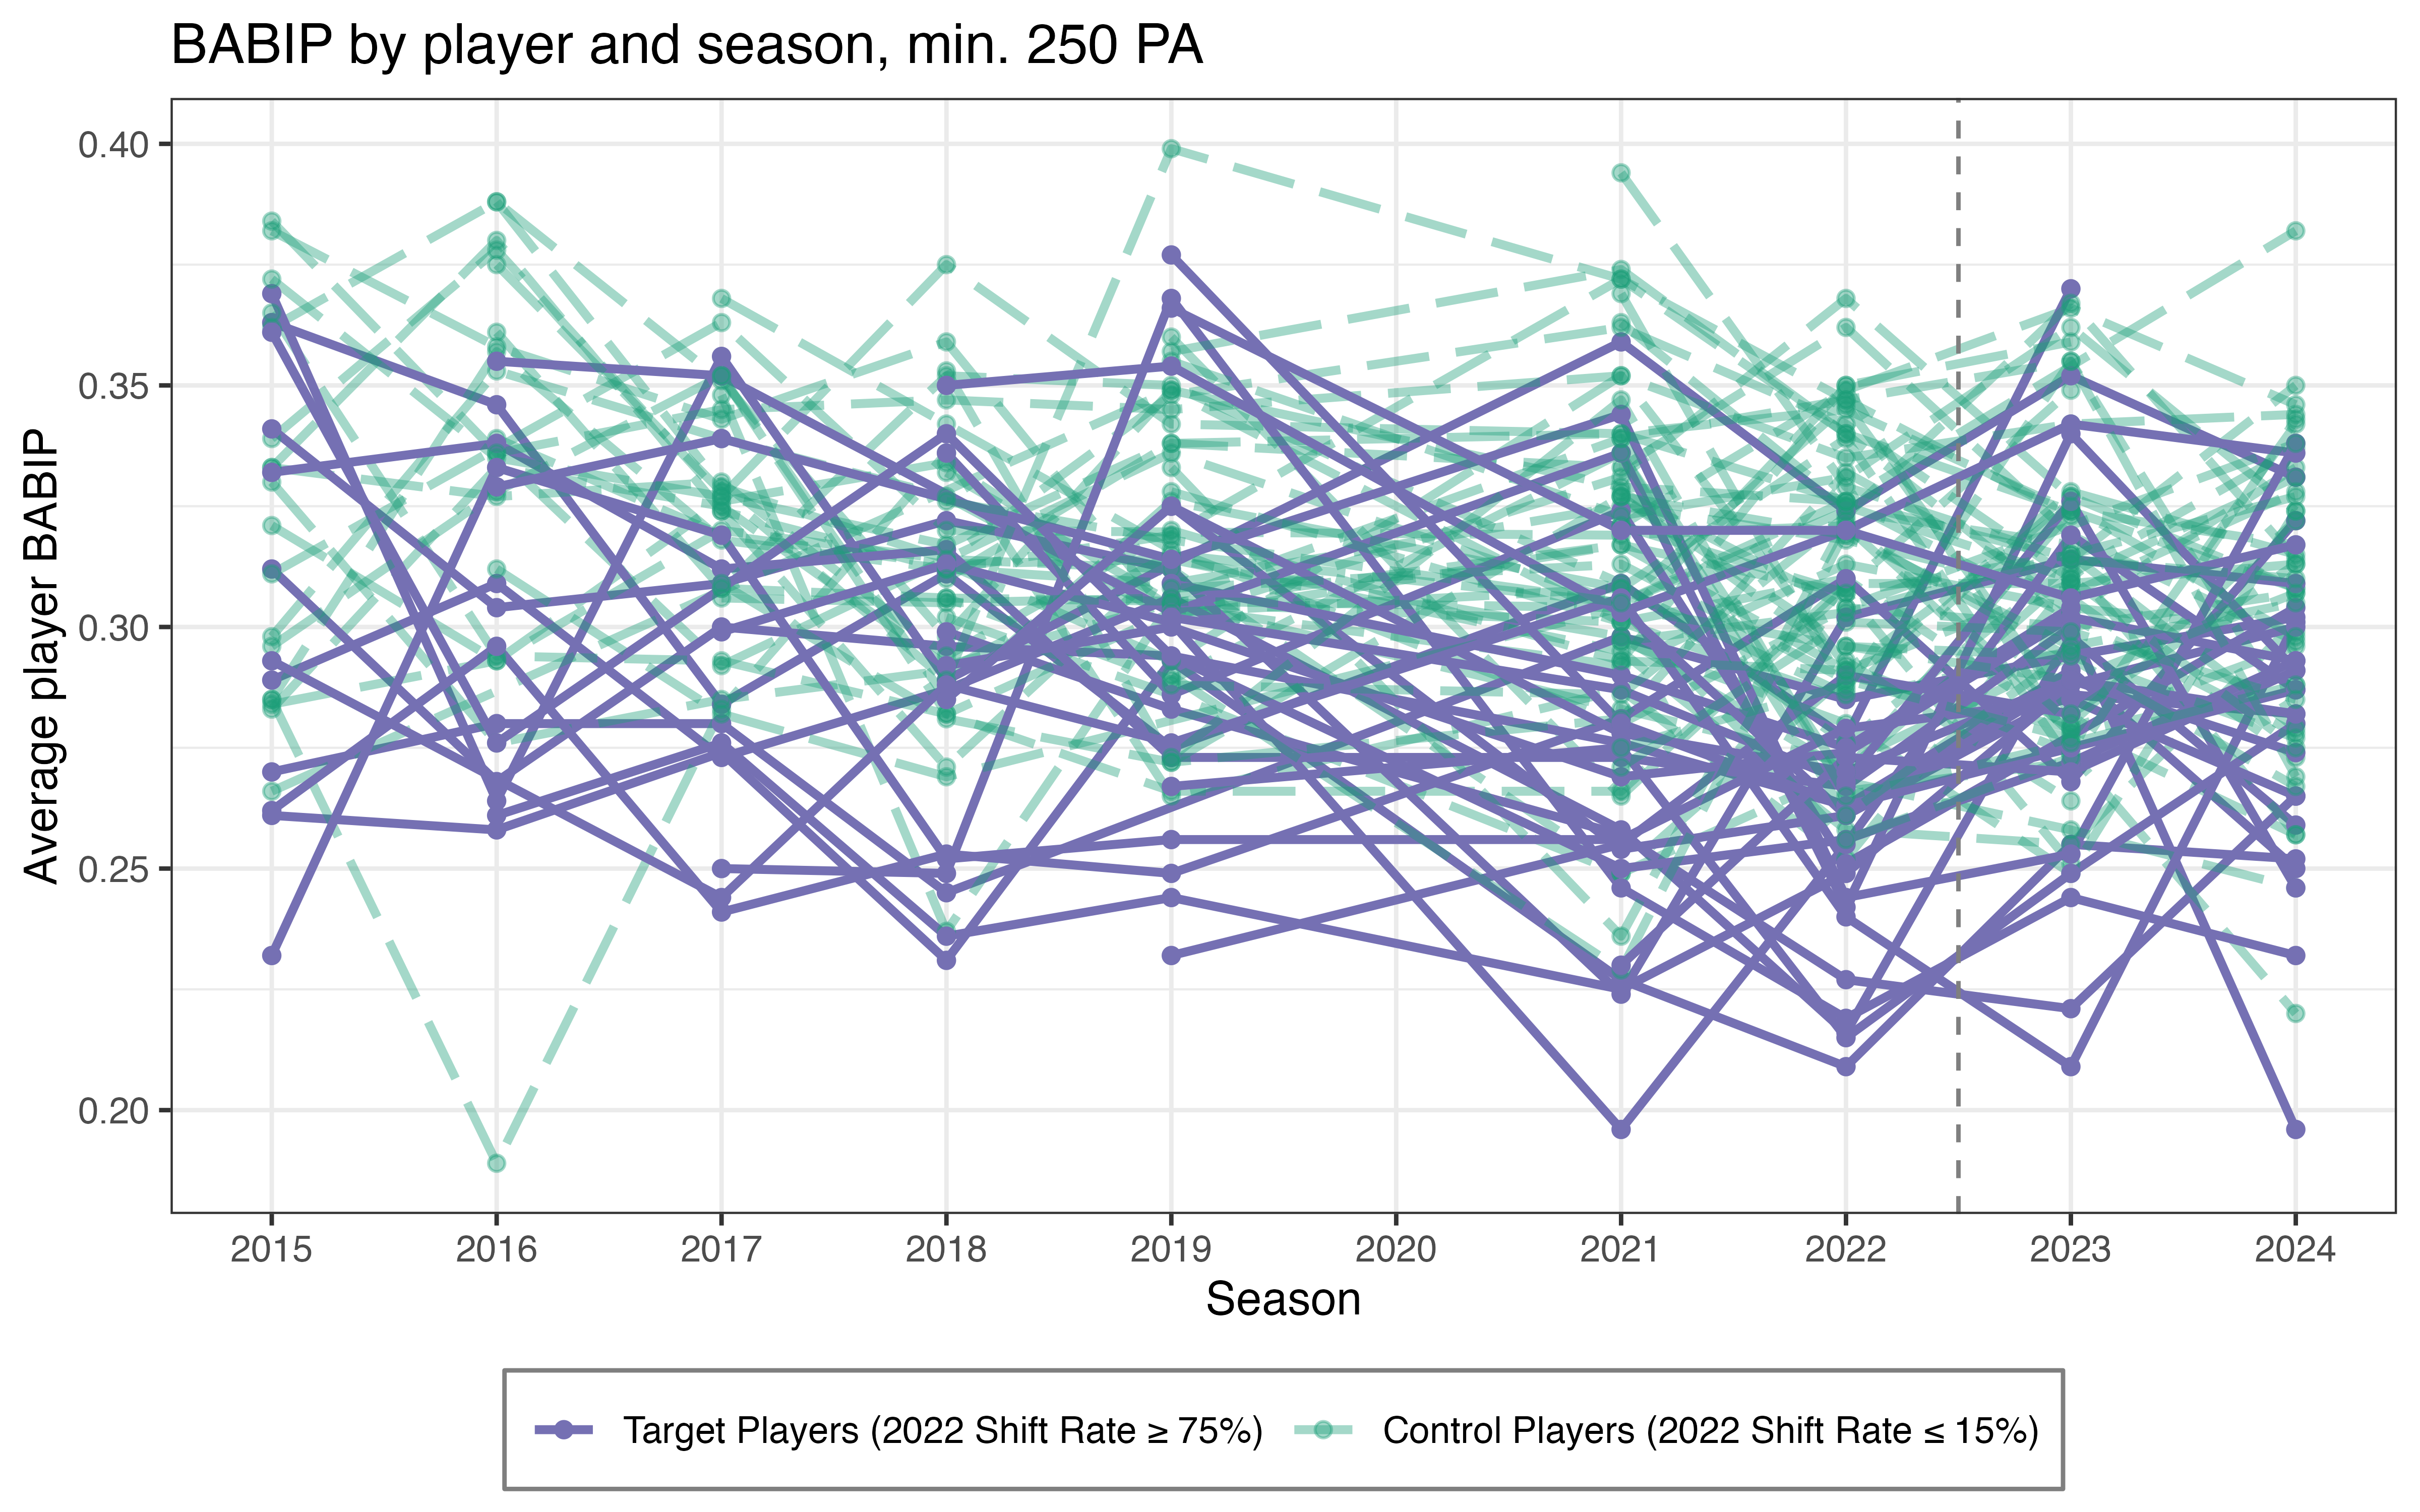 BABIP by player and season, min. 250 PA
Average player BABIP
0.40
0.35
0.30
0.25
0.20
2015 2016 2017 2018 2019 2020 2021 2022 2023 2024
Season
Target Players (2022 Shift Rate ≥ 75%) Control Players (2022 Shift Rate ≤ 15%)